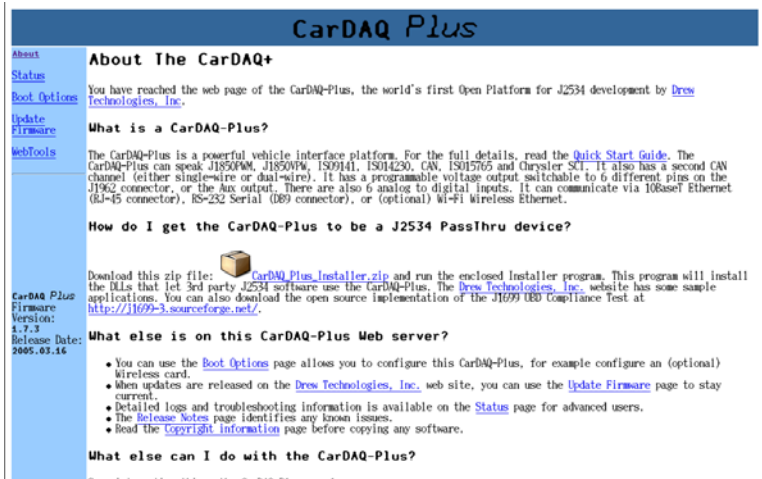 CarDAQ Plus
About
Status
Boot Options
Update
Firmware
WebTools
CarDAQ Plus
Firmware
Version:
1.7.3
Release Date:
2005.03.16
About The CarDAQ+
You have reached the web page of the CarDAQ-Plus, the world's first Open Platform for J2534 development by Drew
Technologies, Inc.
What is a CarDAQ-Plus?
The CarDAQ-Plus is a powerful vehicle interface platform. For the full details, read the Quick Start Guide. The
CarDAQ-Plus can speak J1850PWM, J1850VPW, ISO9141, ISO14230, CAN, ISO15765 and Chrysler SCI. It also has a second CAN
channel (either single-wire or dual-wire). It has a programmable voltage output switchable to 6 different pins on the
J1962 connector, or the Aux output. There are also 6 analog to digital inputs. It can communicate via 10BaseT Ethernet
(RJ-45 connector), RS-232 Serial (DB9 connector), or (optional) Wi-Fi Wireless Ethernet.
How do I get the CarDAQ-Plus to be a J2534 PassThru device?
Download this zip file: CarDAQ_Plus_Installer.zip and run the enclosed Installer program. This program will install
the DLLs that let 3rd party J2534 software use the CarDAQ-Plus. The Drew Technologies, Inc. website has some sample
applications. You can also download the open source implementation of the J1699 OBD Compliance Test at
http://j1699-3.sourceforge.net/.
What else is on this CarDAQ-Plus Web server?
• You can use the Boot Options page allows you to configure this CarDAQ-Plus, for example configure an (optional)
Wireless card.
• When updates are released on the Drew Technologies, Inc. web site, you can use the Update Firmware page to stay
current.
• Detailed logs and troubleshooting information is available on the Status page for advanced users.
• The Release Notes page identifies any known issues.
• Read the Copyright information page before copying any software.
What else can I do with the CarDAQ-Plus?